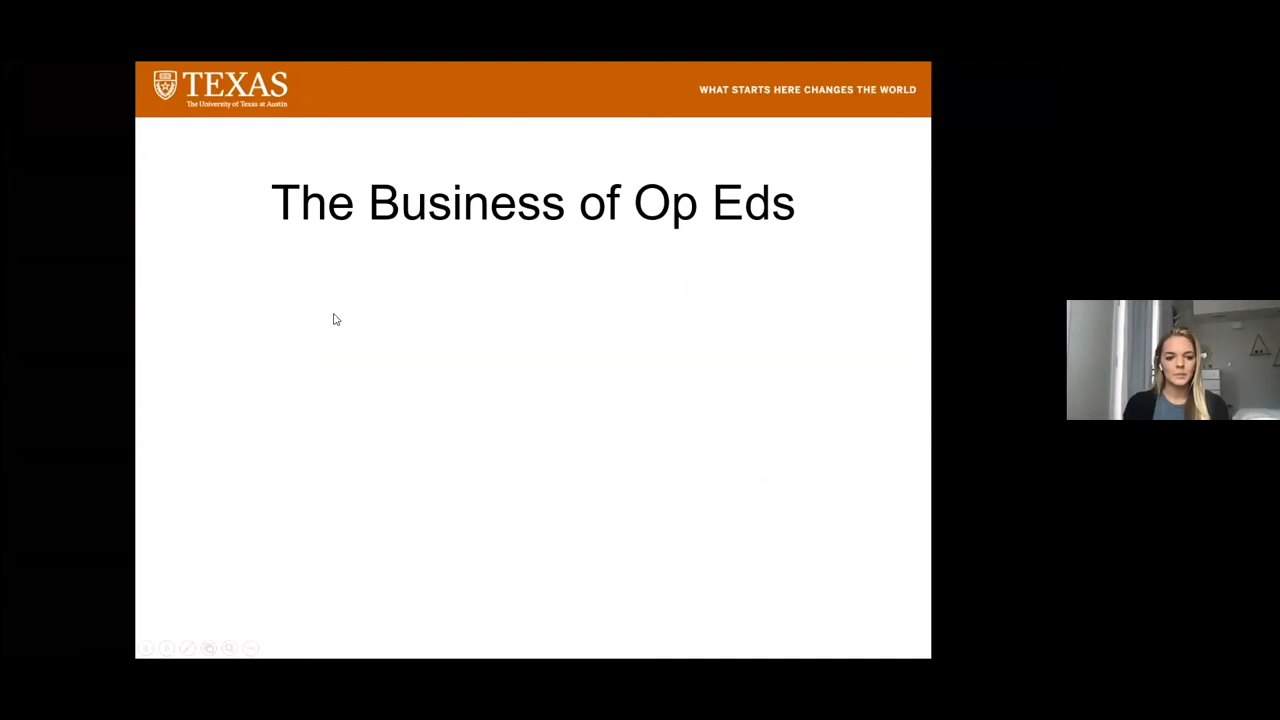 TEXAS
The University of Texas at Austin
WHAT STARTS HERE CHANGES THE WORLD
The Business of Op Eds